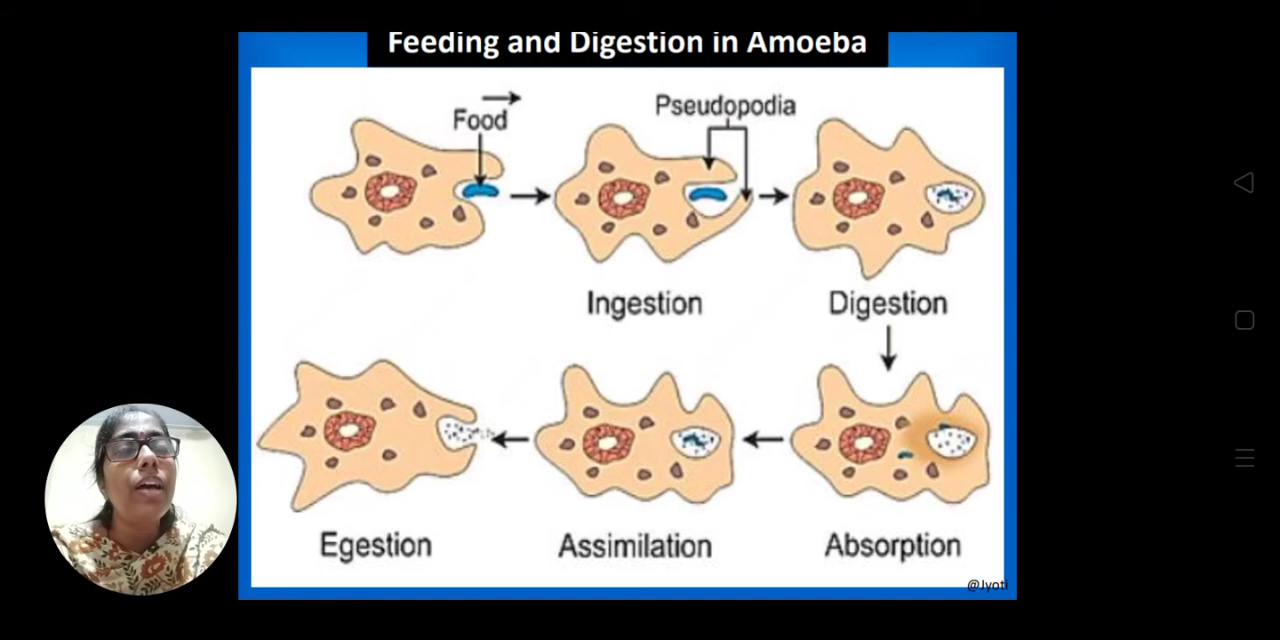 Feeding and Digestion in Amoeba
Food
Pseudopodia
Ingestion
Digestion
Egestion
Assimilation
Absorption
@Jyoti